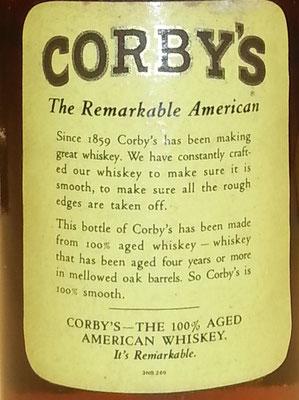 CORBY'S
The Remarkable American
Since 1859 Corby's has been making
great whiskey. We have constantly craft-
ed our whiskey to make sure it is
smooth, to make sure all the rough
edges are taken off.
This bottle of Corby's has been made
from 100% aged whiskey — whiskey
that has been aged four years or more
in mellowed oak barrels. So Corby's is
100% smooth.
CORBY'S—THE 100% AGED
AMERICAN WHISKEY.
It's Remarkable.
3NB 269